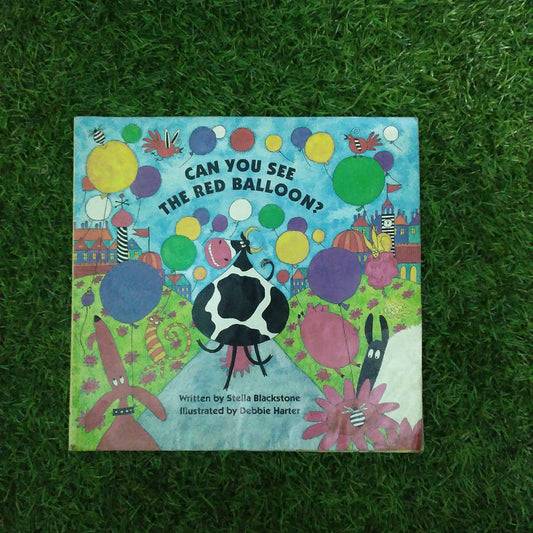 CAN YOU SEE
THE RED BALLOON?
Written by Stella Blackstone
Illustrated by Debbie Harter